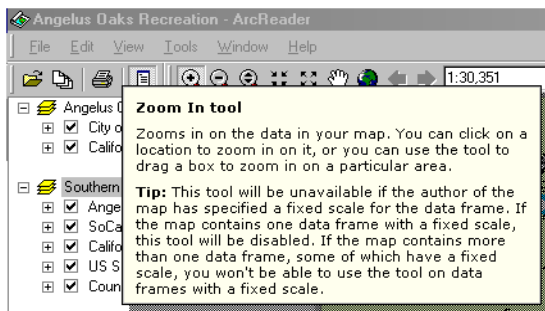 Angelus Oaks Recreation - ArcReader
File Edit View Tools Window Help
1:30,351
Angelus
City o
Califo
Southern
Ange
SoCa
Califo
US S
Coun
Zoom In tool
Zooms in on the data in your map. You can click on a
location to zoom in on it, or you can use the tool to
drag a box to zoom in on a particular area.
Tip: This tool will be unavailable if the author of the
map has specified a fixed scale for the data frame. If
the map contains one data frame with a fixed scale,
this tool will be disabled. If the map contains more
than one data frame, some of which have a fixed
scale, you won't be able to use the tool on data
frames with a fixed scale.